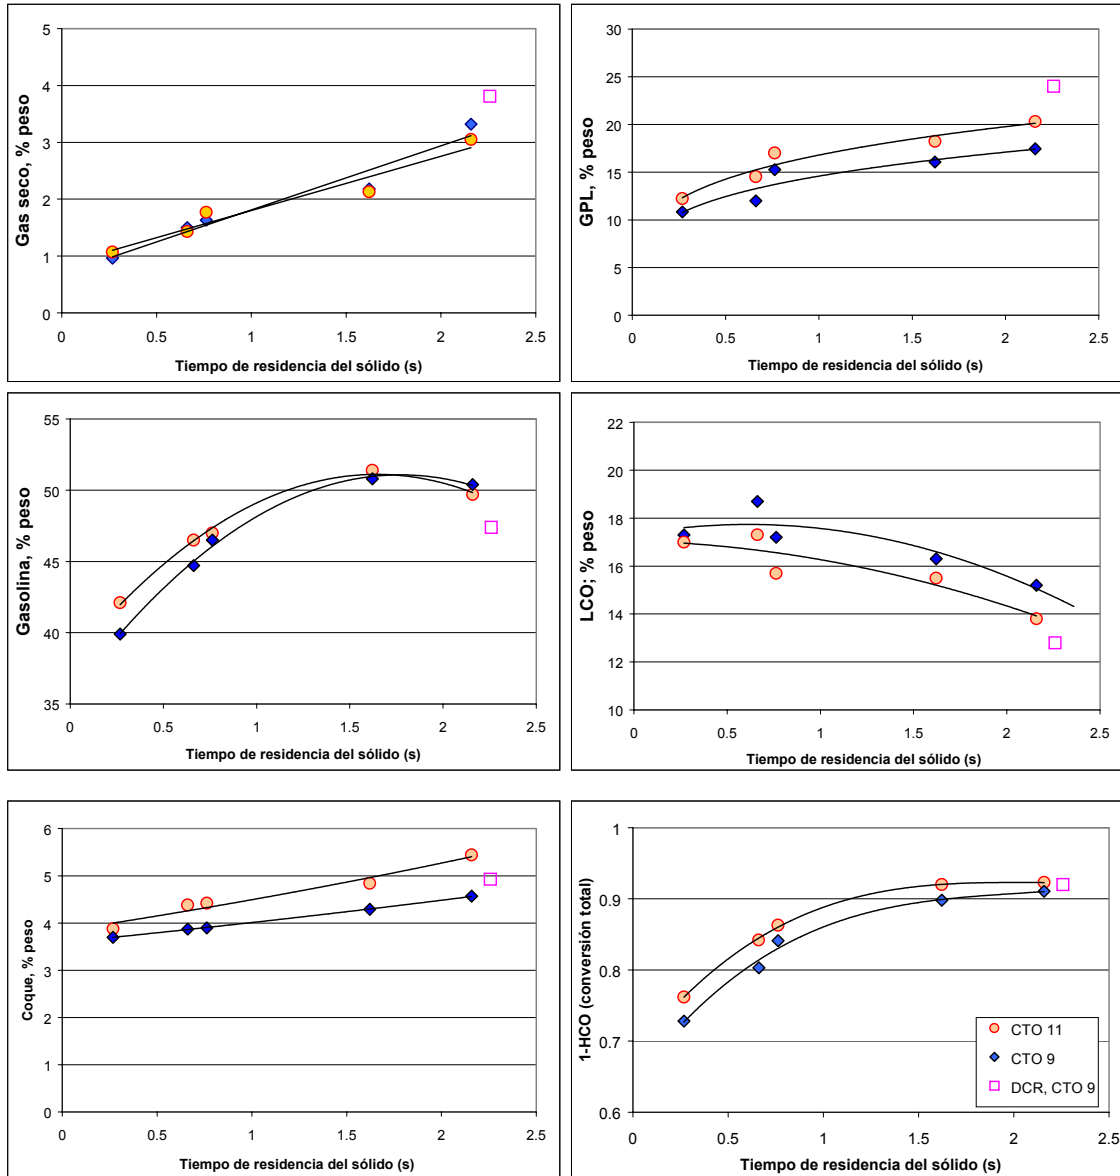 5
4
3
2
1
0
Gas seco, % peso
0 0.5 1 1.5 2 2.5
Tiempo de residencia del sólido (s)
30
25
20
15
10
5
0
GPL, % peso
0 0.5 1 1.5 2 2.5
Tiempo de residencia del sólido (s)
55
50
45
40
35
Gasolina, % peso
0 0.5 1 1.5 2 2.5
Tiempo de residencia del sólido (s)
22
20
18
16
14
12
10
LCO; % peso
0 0.5 1 1.5 2 2.5
Tiempo de residencia del sólido (s)
6
5
4
3
2
1
0
Coque, % peso
0 0.5 1 1.5 2 2.5
Tiempo de residencia del sólido (s)
1
0.9
0.8
0.7
0.6
1-HCO (conversión total)
CTO 11
CTO 9
DCR, CTO 9
0 0.5 1 1.5 2 2.5
Tiempo de residencia del sólido (s)